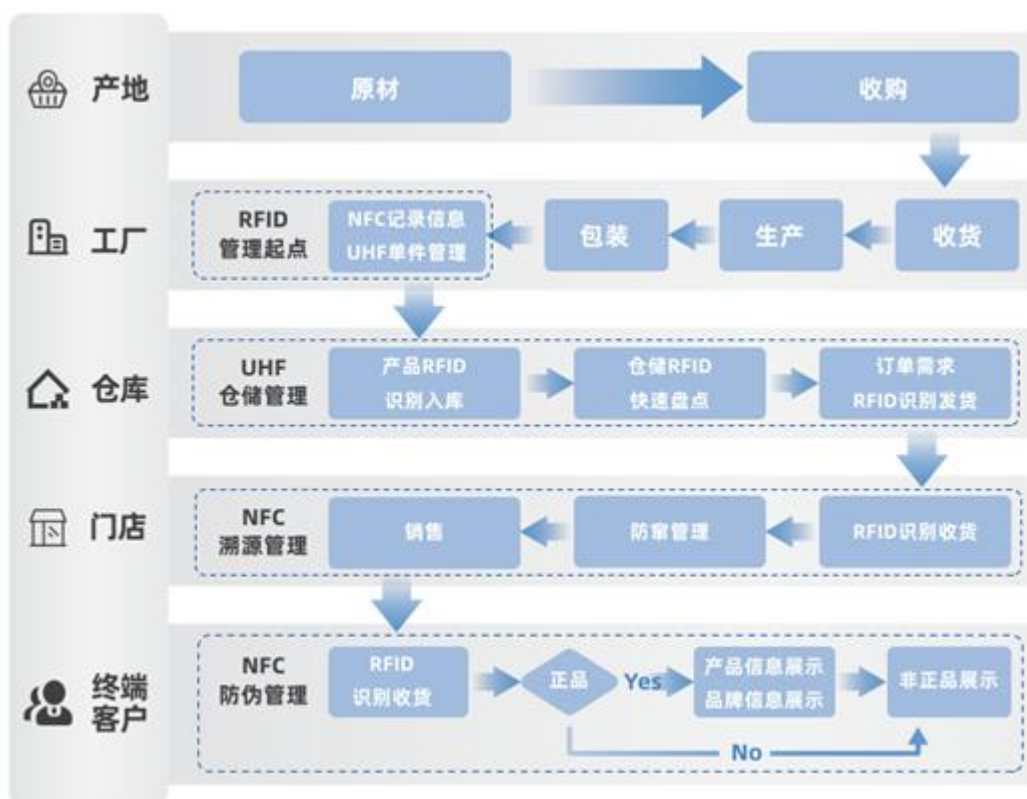 产地
原材
收购
工厂
RFID
管理起点
NFC记录信息
UHF单件管理
包装
生产
收货
仓库
UHF
仓储管理
产品RFID
识别入库
仓储RFID
快速盘点
订单需求
RFID识别发货
门店
NFC
溯源管理
销售
防窜管理
RFID识别收货
终端
客户
NFC
防伪管理
RFID
识别收货
正品
Yes
产品信息展示
品牌信息展示
非正品展示
No